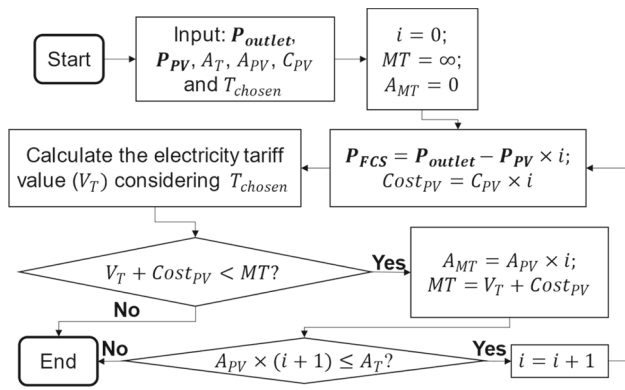 Start
Input: P_outlet,
P_PV, A_T, A_PV, C_PV
and T_chosen
i = 0;
MT = ∞;
A_MT = 0
P_FCS = P_outlet − P_PV × i;
Cost_PV = C_PV × i
Calculate the electricity tariff
value (V_T) considering T_chosen
V_T + Cost_PV < MT?
Yes
No
A_MT = A_PV × i;
MT = V_T + Cost_PV
A_PV × (i + 1) ≤ A_T?
No
Yes
End
i = i + 1